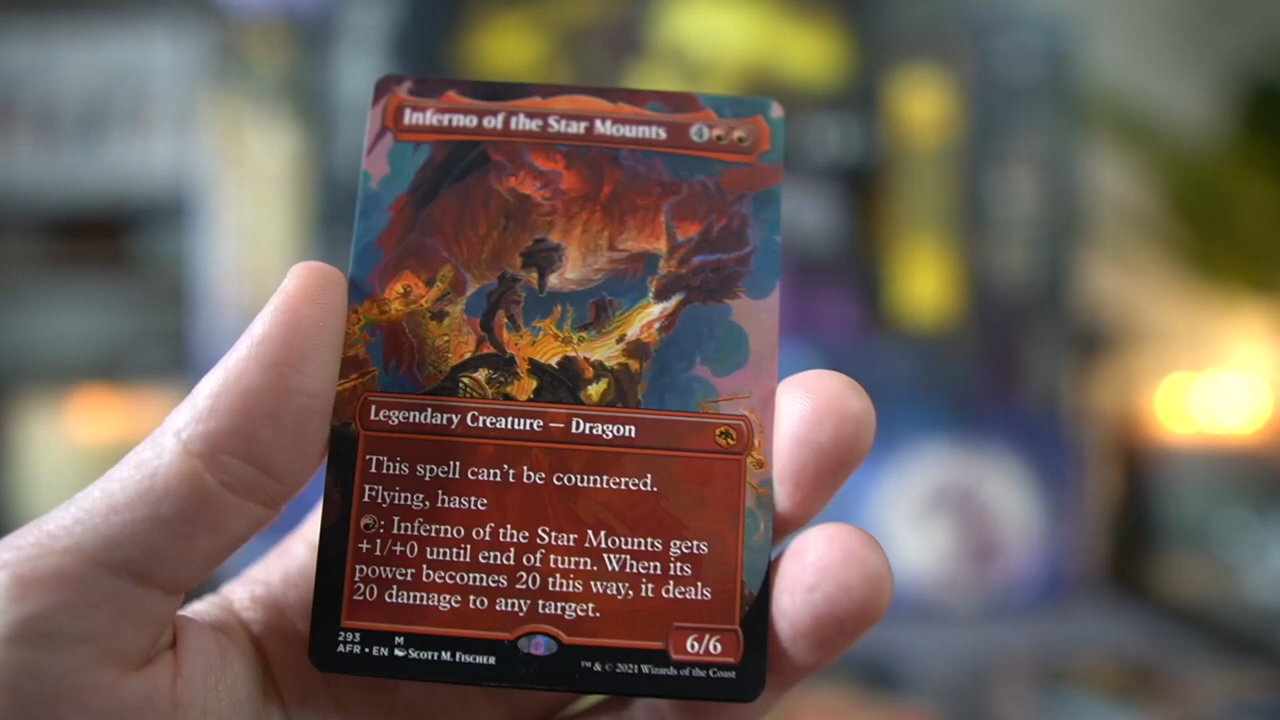 Inferno of the Star Mounts 4
Legendary Creature — Dragon
This spell can't be countered.
Flying, haste
: Inferno of the Star Mounts gets
+1/+0 until end of turn. When its
power becomes 20 this way, it deals
20 damage to any target.
6/6
293 M
AFR • EN Scott M. Fischer
™ & © 2021 Wizards of the Coast